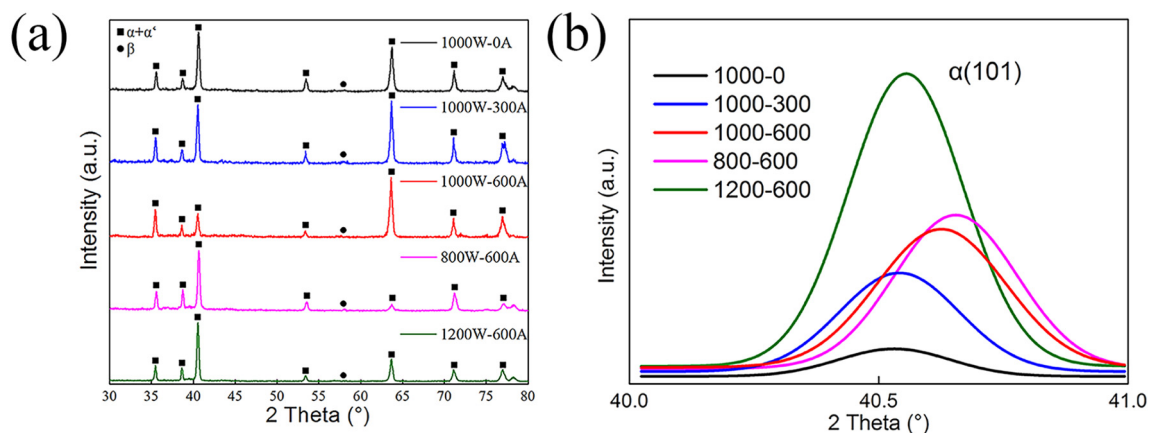 (a)
■ α+α‘
● β
1000W-0A
1000W-300A
1000W-600A
800W-600A
1200W-600A
Intensity (a.u.)
30 35 40 45 50 55 60 65 70 75 80
2 Theta (°)
(b)
α(101)
1000-0
1000-300
1000-600
800-600
1200-600
Intensity (a.u.)
40.0 40.5 41.0
2 Theta (°)